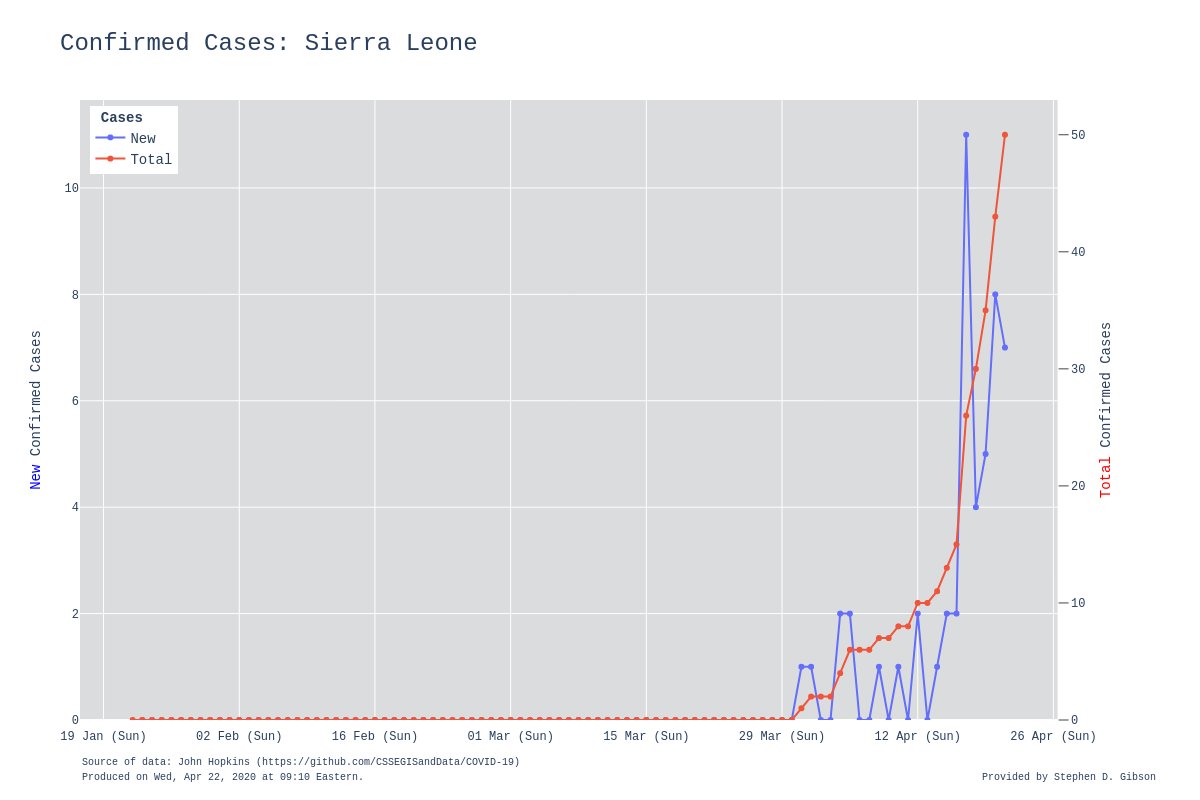 Confirmed Cases: Sierra Leone
Cases
New
Total
10
8
6
4
2
0
New Confirmed Cases
50
40
30
20
10
0
Total Confirmed Cases
19 Jan (Sun)
02 Feb (Sun)
16 Feb (Sun)
01 Mar (Sun)
15 Mar (Sun)
29 Mar (Sun)
12 Apr (Sun)
26 Apr (Sun)
Source of data: John Hopkins (https://github.com/CSSEGISandData/COVID-19)
Produced on Wed, Apr 22, 2020 at 09:10 Eastern.
Provided by Stephen D. Gibson